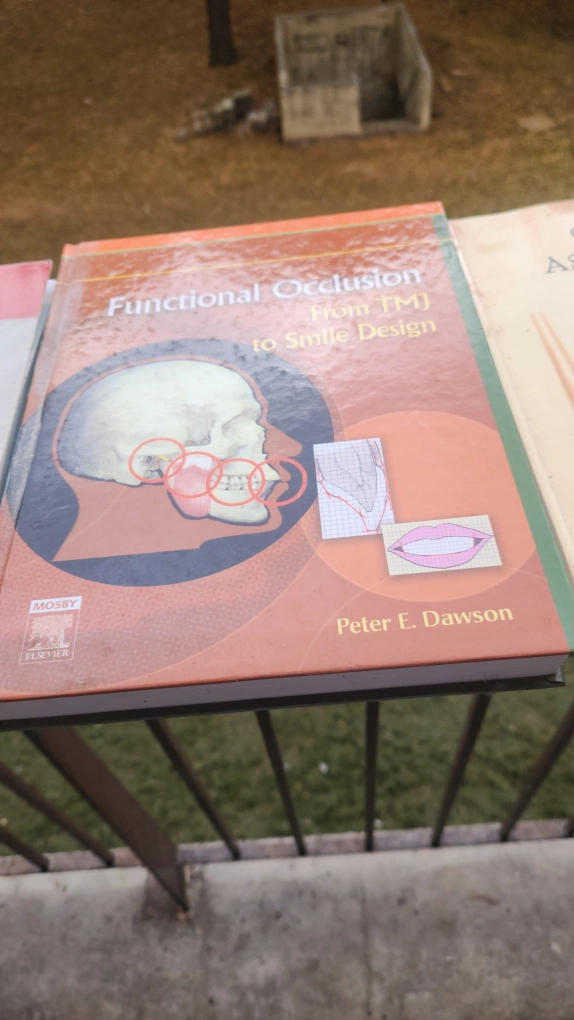 Functional Occlusion
From TMJ
to Smile Design
MOSBY
ELSEVIER
Peter E. Dawson